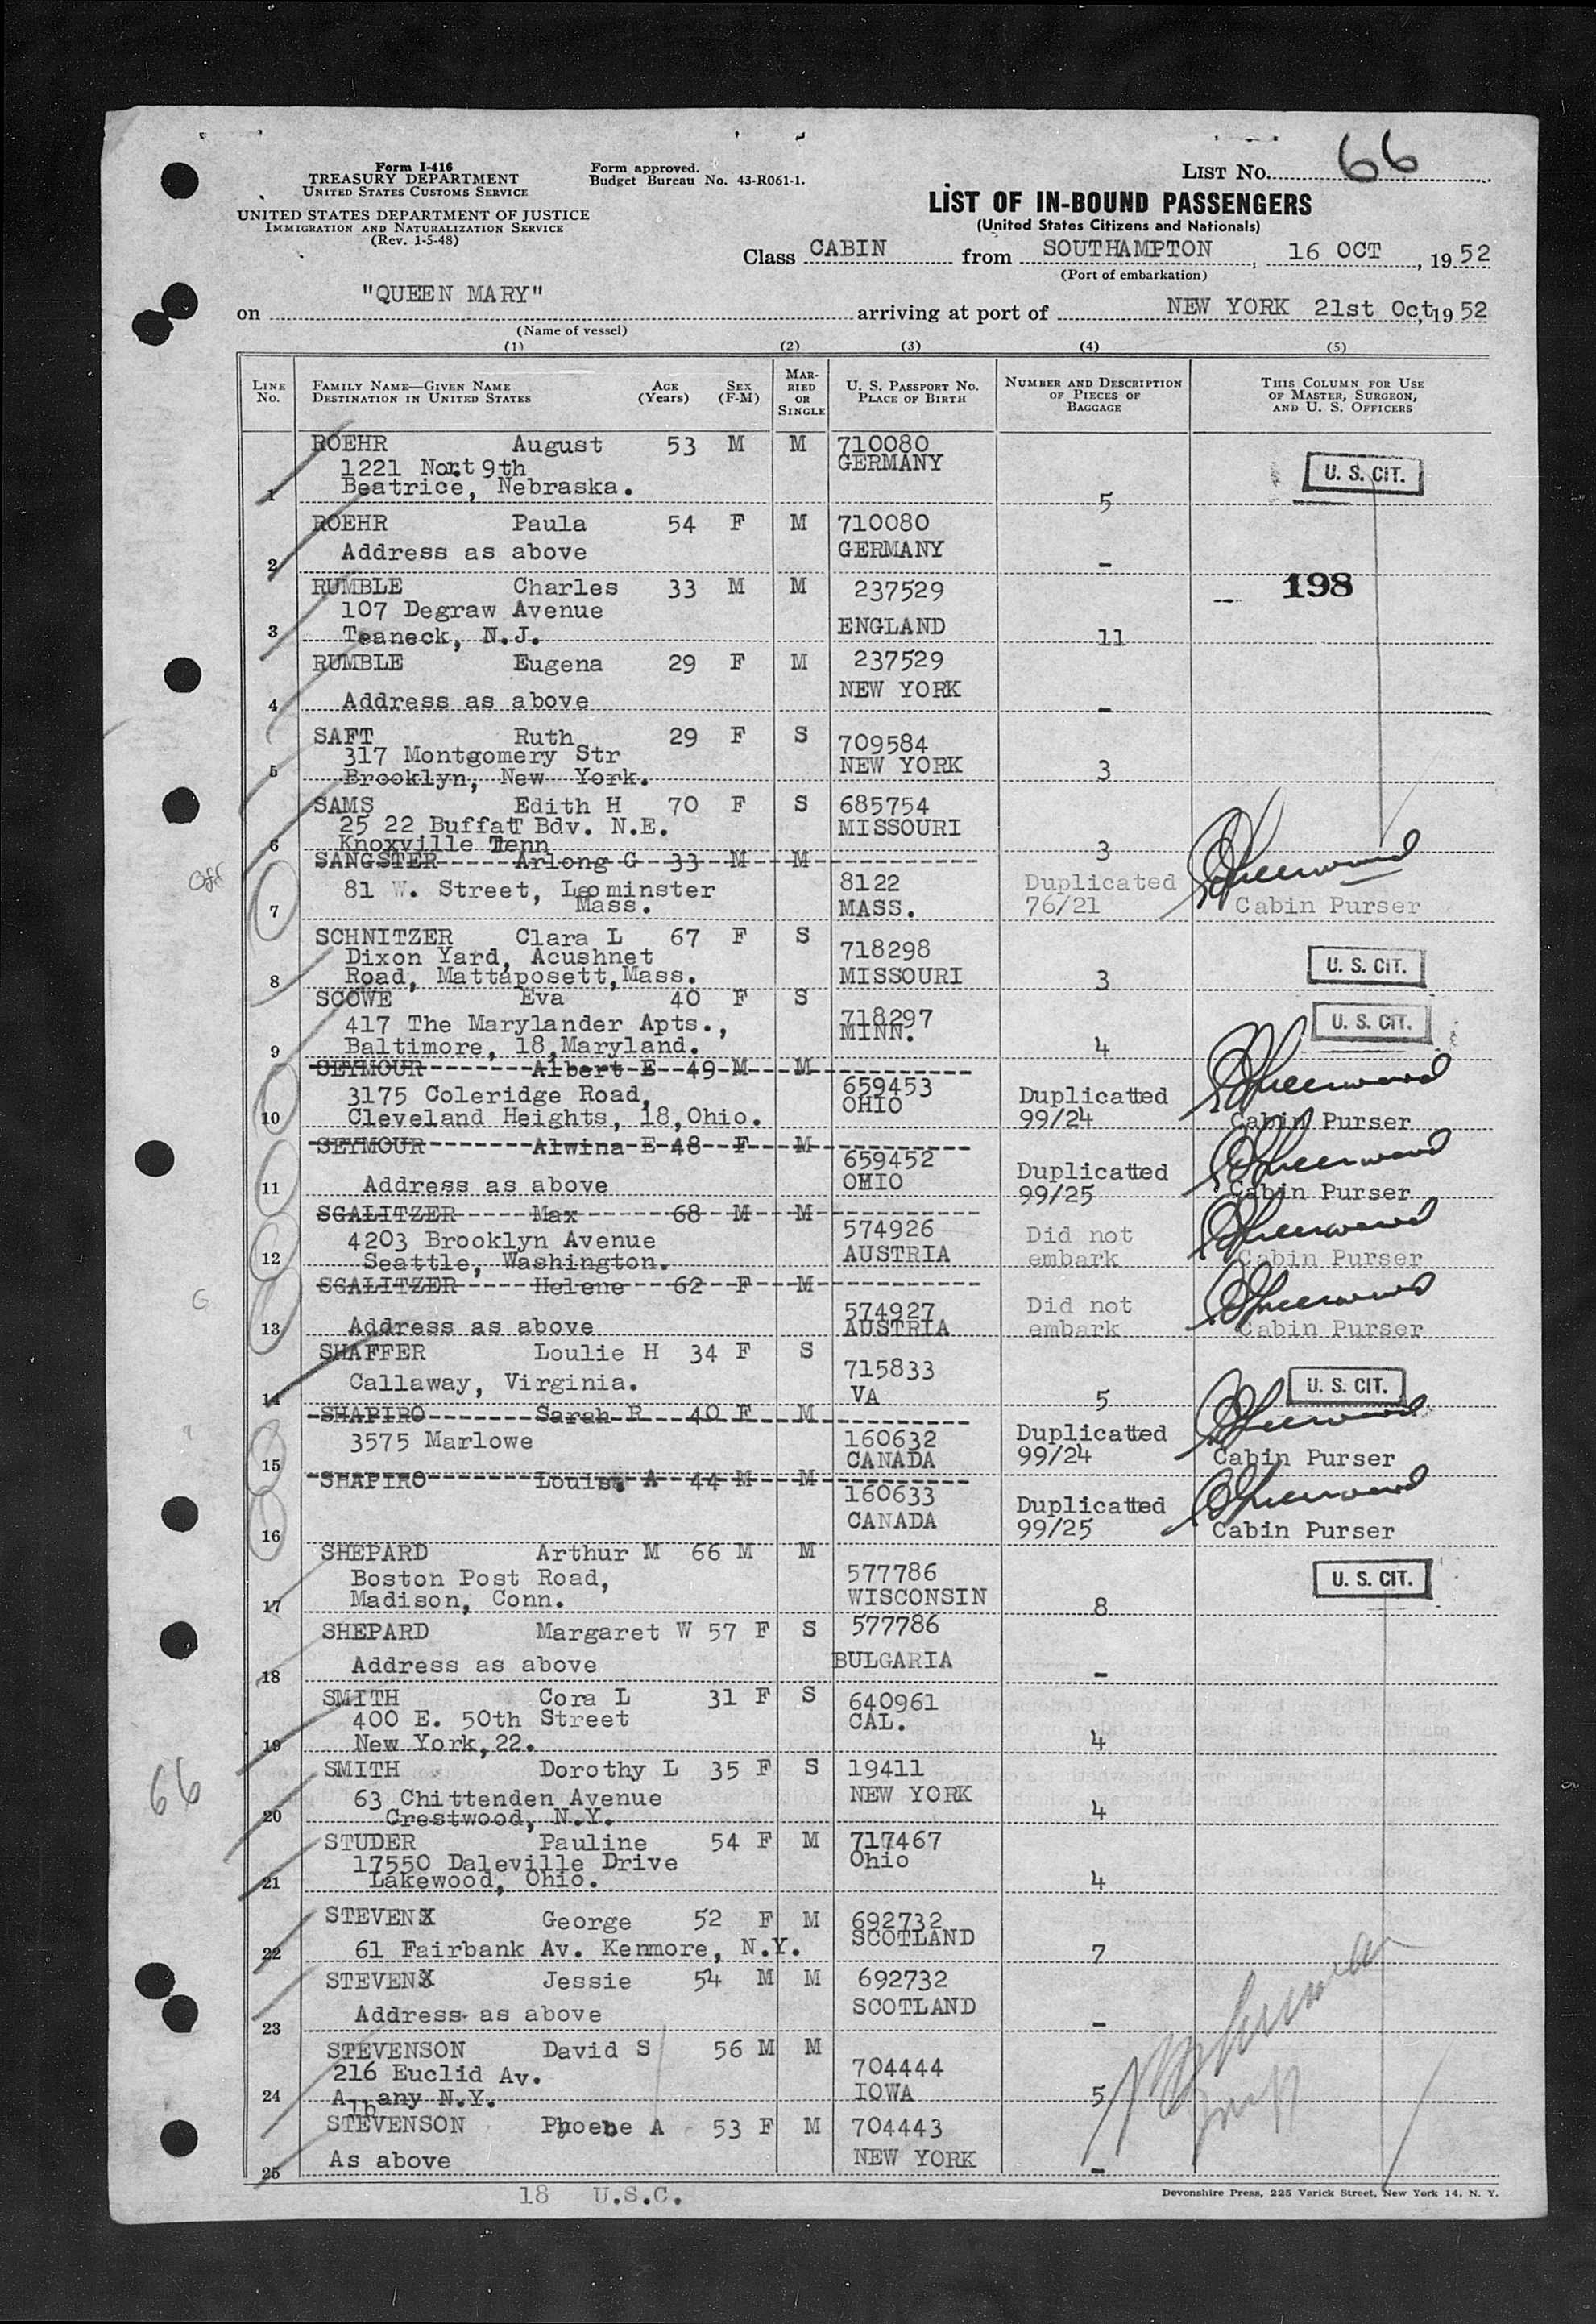 Form I-416
TREASURY DEPARTMENT
UNITED STATES CUSTOMS SERVICE
UNITED STATES DEPARTMENT OF JUSTICE
IMMIGRATION AND NATURALIZATION SERVICE
(Rev. 1-5-48)
Form approved.
Budget Bureau No. 43-R061-1.
LIST NO. 66
LIST OF IN-BOUND PASSENGERS
(United States Citizens and Nationals)
Class CABIN from SOUTHAMPTON, 16 OCT, 1952
(Port of embarkation)
on "QUEEN MARY" arriving at port of NEW YORK 21st Oct, 1952
(Name of vessel)
(1) (2) (3) (4) (5)
LINE NO. FAMILY NAME—GIVEN NAME DESTINATION IN UNITED STATES AGE (Years) SEX (F-M) MARRIED OR SINGLE U. S. PASSPORT NO. PLACE OF BIRTH NUMBER AND DESCRIPTION OF PIECES OF BAGGAGE THIS COLUMN FOR USE OF MASTER, SURGEON, AND U. S. OFFICERS
ROEHR August 53 M M 710080
1221 Nort 9th GERMANY U. S. CIT.
1 Beatrice, Nebraska. 5
ROEHR Paula 54 F M 710080
2 Address as above GERMANY -
RUMBLE Charles 33 M M 237529 198
107 Degraw Avenue
3 Teaneck, N.J. ENGLAND 11
RUMBLE Eugena 29 F M 237529
4 Address as above NEW YORK -
SAFT Ruth 29 F S 709584
317 Montgomery Str
5 Brooklyn, New York. NEW YORK 3
SAMS Edith H 70 F S 685754
25 22 Buffat Bdv. N.E. MISSOURI
6 Knoxville Tenn 3
SANGSTER Arlong G 33 M M
81 W. Street, Leominster 8122 Duplicated
7 Mass. MASS. 76/21 Cabin Purser
SCHNITZER Clara L 67 F S 718298
Dixon Yard, Acushnet
8 Road, Mattaposett, Mass. MISSOURI 3 U. S. CIT.
SCOWE Eva 40 F S 718297
417 The Marylander Apts., MINN. U. S. CIT.
9 Baltimore, 18, Maryland. 4
SEYMOUR Albert E 49 M M
3175 Coleridge Road, 659453 Duplicatted
10 Cleveland Heights, 18, Ohio. OHIO 99/24 Cabin Purser
SEYMOUR Alwina E 48 F M
659452 Duplicatted
11 Address as above OHIO 99/25 Cabin Purser
SGALITZER Max 68 M M
4203 Brooklyn Avenue 574926 Did not
12 Seattle, Washington. AUSTRIA embark Cabin Purser
SGALITZER Helene 62 F M
574927 Did not
13 Address as above AUSTRIA embark Cabin Purser
SHAFFER Loulie H 34 F S
715833
14 Callaway, Virginia. VA 5 U. S. CIT.
SHAPIRO Sarah R 40 F M
3575 Marlowe 160632 Duplicatted
15 CANADA 99/24 Cabin Purser
SHAPIRO Louis A 44 M M
160633 Duplicatted
16 CANADA 99/25 Cabin Purser
SHEPARD Arthur M 66 M M
Boston Post Road, 577786 U. S. CIT.
17 Madison, Conn. WISCONSIN 8
SHEPARD Margaret W 57 F S 577786
18 Address as above BULGARIA -
SMITH Cora L 31 F S 640961
400 E. 50th Street CAL.
19 New York, 22. 4
SMITH Dorothy L 35 F S 19411
63 Chittenden Avenue NEW YORK
20 Crestwood, N.Y. 4
66
STUDER Pauline 54 F M 717467
17550 Daleville Drive Ohio
21 Lakewood, Ohio. 4
STEVEN George 52 F M 692732
22 61 Fairbank Av. Kenmore, N.Y. SCOTLAND 7
STEVEN Jessie 54 M M 692732
23 Address as above SCOTLAND -
STEVENSON David S 56 M M
216 Euclid Av. 704444
24 Albany N.Y. IOWA 5
STEVENSON Phoebe A 53 F M 704443
25 As above NEW YORK -
18 U.S.C.
Devonshire Press, 225 Varick Street, New York 14, N. Y.